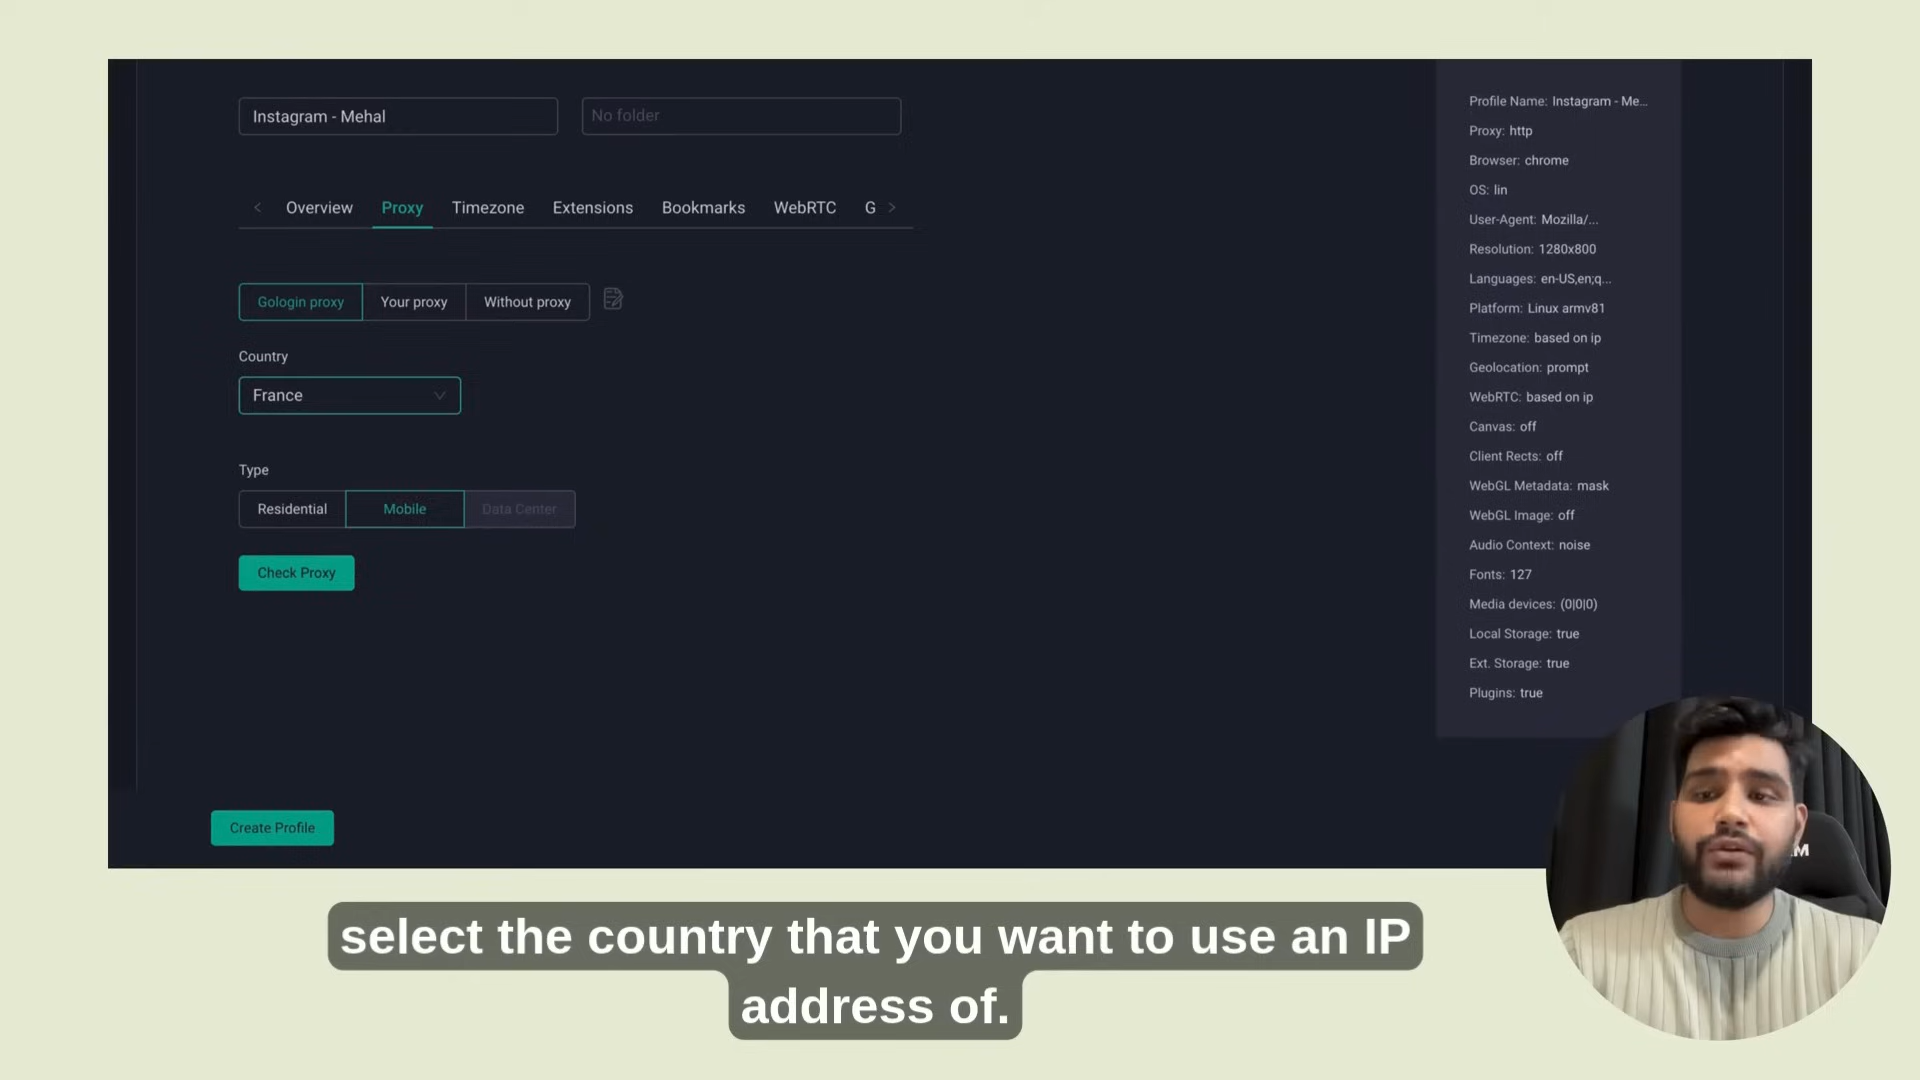 Instagram - Mehal
No folder
Overview Proxy Timezone Extensions Bookmarks WebRTC G
Gologin proxy Your proxy Without proxy
Country
France
Type
Residential Mobile Data Center
Check Proxy
Create Profile
Profile Name: Instagram - Me...
Proxy: http
Browser: chrome
OS: lin
User-Agent: Mozilla/...
Resolution: 1280x800
Languages: en-US,en;q...
Platform: Linux armv81
Timezone: based on ip
Geolocation: prompt
WebRTC: based on ip
Canvas: off
Client Rects: off
WebGL Metadata: mask
WebGL Image: off
Audio Context: noise
Fonts: 127
Media devices: (0|0|0)
Local Storage: true
Ext. Storage: true
Plugins: true
select the country that you want to use an IP
address of.